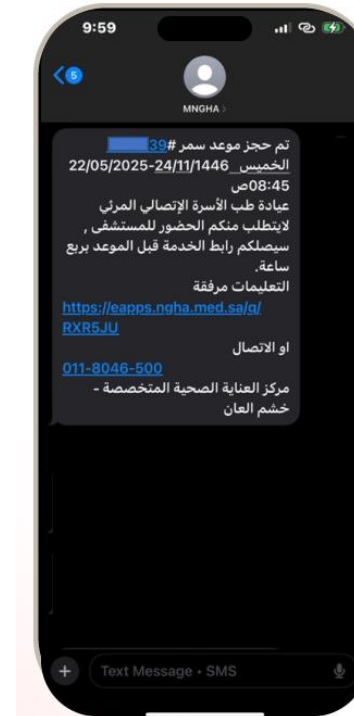 9:59
5
MNGHA
تم حجز موعد سمر #39
الخميس_24/11/1446-22/05/2025
08:45ص
عيادة طب الأسرة الإتصالي المرئي
لايتطلب منكم الحضور للمستشفى ,
سيصلكم رابط الخدمة قبل الموعد بربع
ساعة.
التعليمات مرفقة
https://eapps.ngha.med.sa/q/
RXR5JU
او الاتصال
011-8046-500
مركز العناية الصحية المتخصصة -
خشم العان
Text Message • SMS